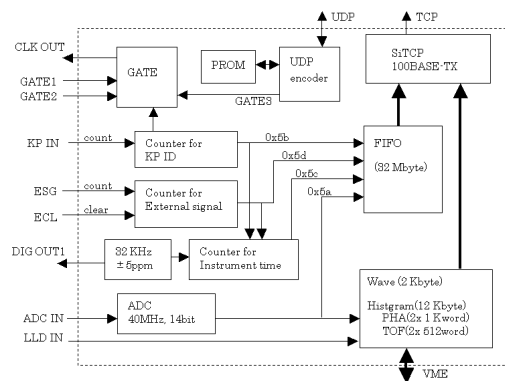 UDP
TCP
CLK OUT
GATE
PROM
UDP
encoder
SiTCP
100BASE-TX
GATE1
GATE2
GATE3
KP IN
count
Counter for
KP ID
0x5b
FIFO
(32 Mbyte)
0x5d
0x5c
0x5a
ESG
count
ECL
clear
Counter for
External signal
DIG OUT1
32 KHz
± 5ppm
Counter for
Instrument time
ADC IN
ADC
40MHz, 14bit
LLD IN
Wave (2 Kbyte)
Histgram(12 Kbyte)
PHA(2x 1 Kword)
TOF(2x 512word)
VME